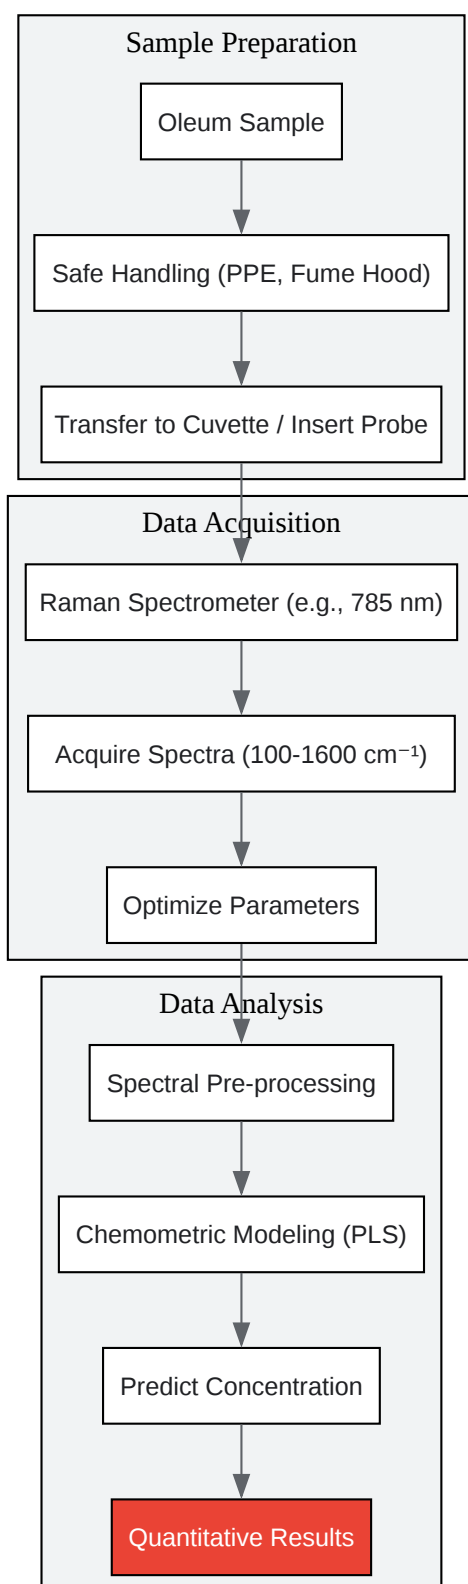 Sample Preparation
Oleum Sample
Safe Handling (PPE, Fume Hood)
Transfer to Cuvette / Insert Probe
Data Acquisition
Raman Spectrometer (e.g., 785 nm)
Acquire Spectra (100-1600 cm⁻¹)
Optimize Parameters
Data Analysis
Spectral Pre-processing
Chemometric Modeling (PLS)
Predict Concentration
Quantitative Results